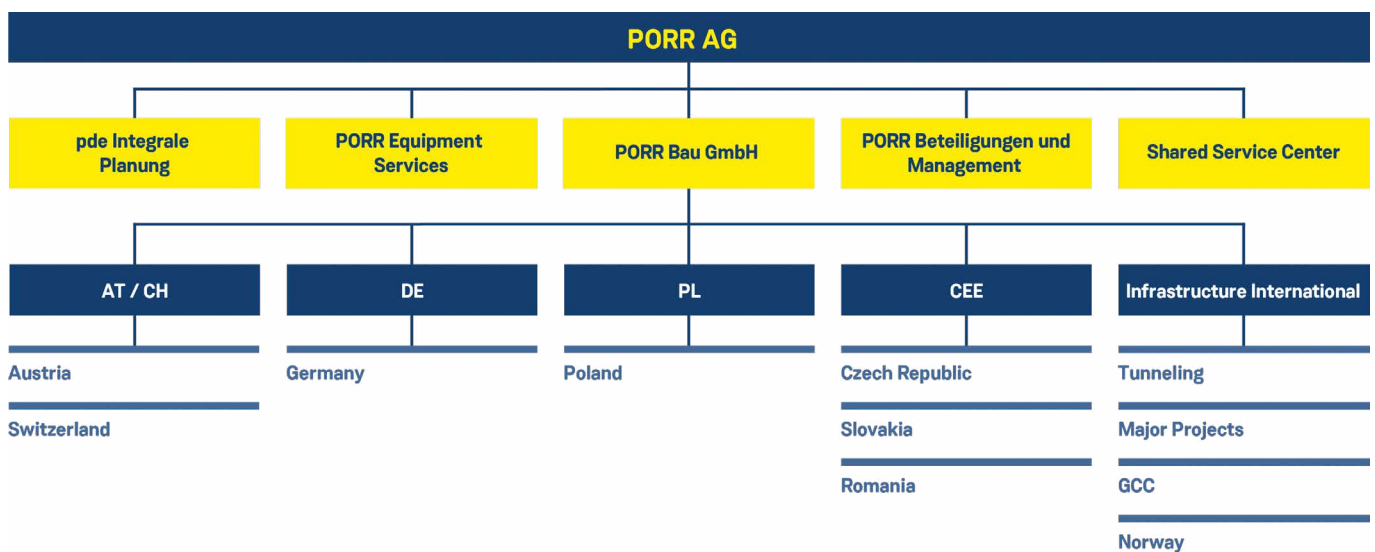 PORR AG
pde Integrale
Planung
PORR Equipment
Services
PORR Bau GmbH
PORR Beteiligungen und
Management
Shared Service Center
AT / CH
DE
PL
CEE
Infrastructure International
Austria
Switzerland
Germany
Poland
Czech Republic
Slovakia
Romania
Tunneling
Major Projects
GCC
Norway